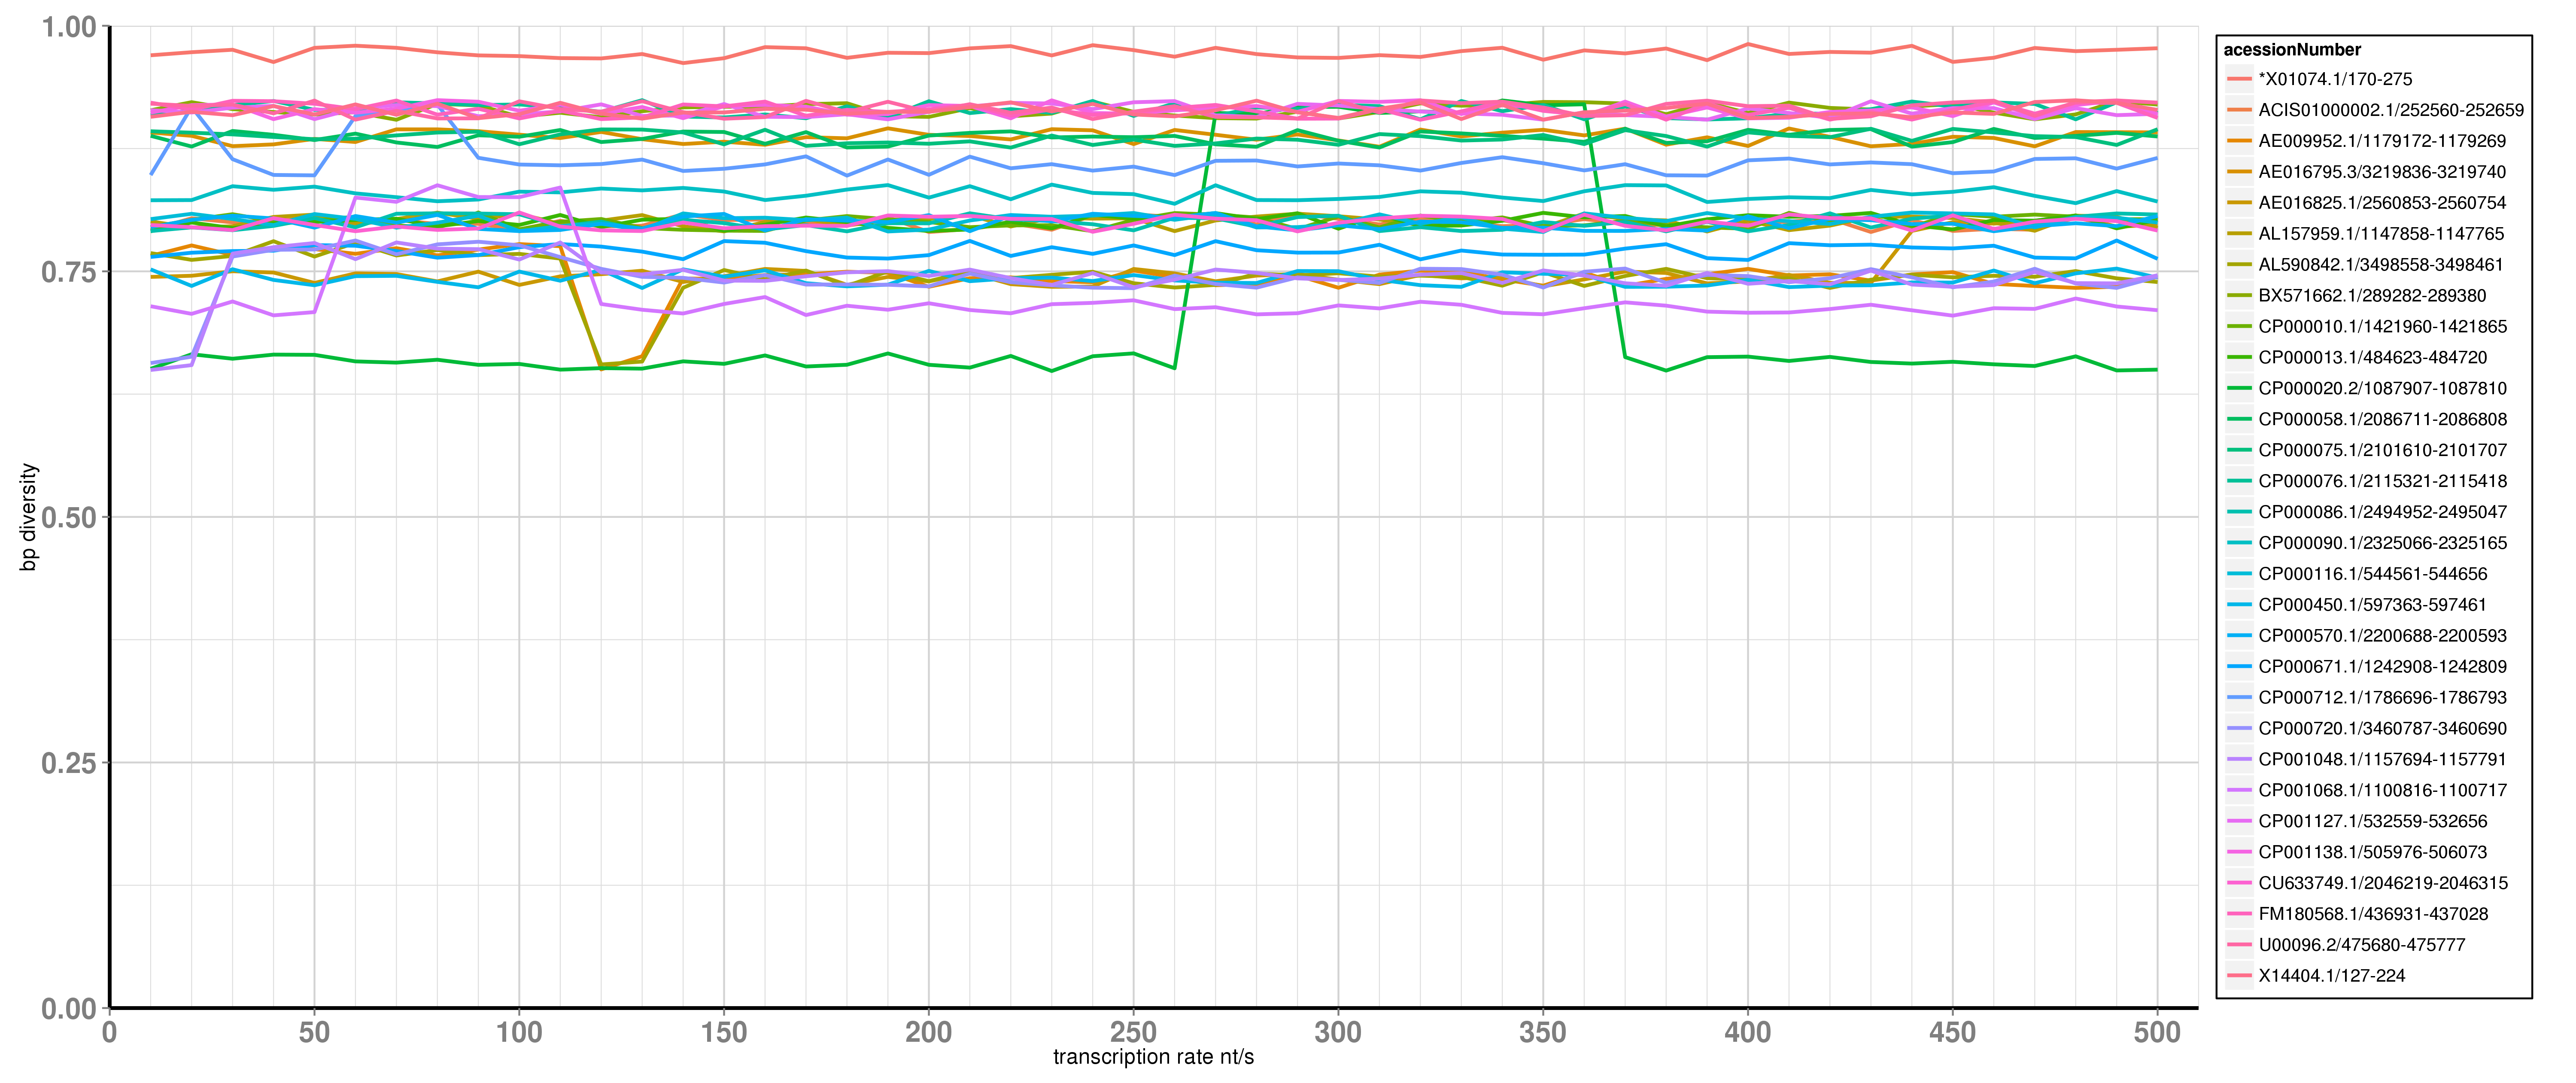 1.00
0.75
0.50
0.25
0.00
bp diversity
0 50 100 150 200 250 300 350 400 450 500
transcription rate nt/s
acessionNumber
*X01074.1/170-275
ACIS01000002.1/252560-252659
AE009952.1/1179172-1179269
AE016795.3/3219836-3219740
AE016825.1/2560853-2560754
AL157959.1/1147858-1147765
AL590842.1/3498558-3498461
BX571662.1/289282-289380
CP000010.1/1421960-1421865
CP000013.1/484623-484720
CP000020.2/1087907-1087810
CP000058.1/2086711-2086808
CP000075.1/2101610-2101707
CP000076.1/2115321-2115418
CP000086.1/2494952-2495047
CP000090.1/2325066-2325165
CP000116.1/544561-544656
CP000450.1/597363-597461
CP000570.1/2200688-2200593
CP000671.1/1242908-1242809
CP000712.1/1786696-1786793
CP000720.1/3460787-3460690
CP001048.1/1157694-1157791
CP001068.1/1100816-1100717
CP001127.1/532559-532656
CP001138.1/505976-506073
CU633749.1/2046219-2046315
FM180568.1/436931-437028
U00096.2/475680-475777
X14404.1/127-224